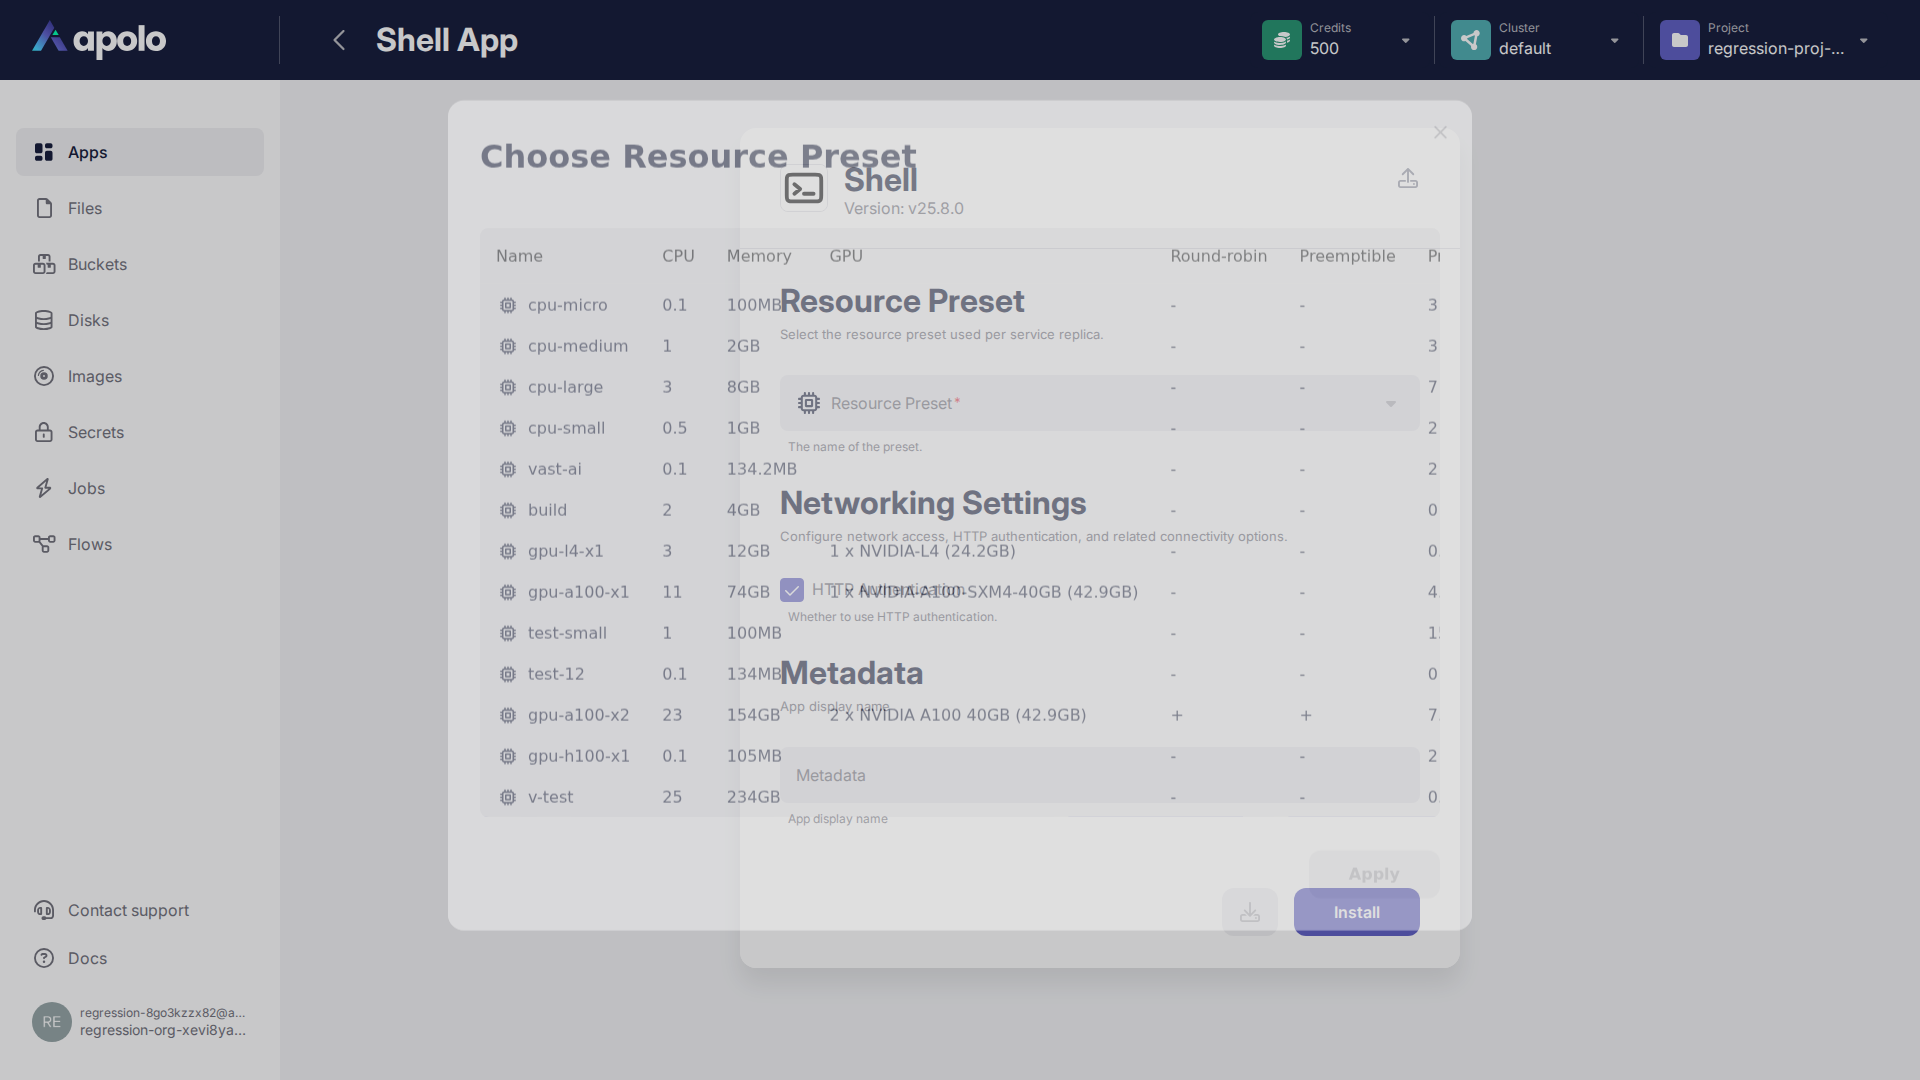 apolo
Shell App
Credits
500
Cluster
default
Project
regression-proj-...
Apps
Files
Buckets
Disks
Images
Secrets
Jobs
Flows
Contact support
Docs
RE
regression-8go3kzzx82@a...
regression-org-xevi8ya...
Choose Resource Preset
Name CPU Memory GPU Round-robin Preemptible
cpu-micro 0.1 100MB - - 3
cpu-medium 1 2GB - - 3
cpu-large 3 8GB - - 7
cpu-small 0.5 1GB - - 2
vast-ai 0.1 134.2MB - - 2
build 2 4GB - - 0
gpu-l4-x1 3 12GB 1 x NVIDIA-L4 (24.2GB) - - 0.
gpu-a100-x1 11 74GB 1 x NVIDIA-A100-SXM4-40GB (42.9GB) - - 4.
test-small 1 100MB - -
test-12 0.1 134MB - - 0
gpu-a100-x2 23 154GB 2 x NVIDIA A100 40GB (42.9GB) + + 7.
gpu-h100-x1 0.1 105MB - - 2
v-test 25 234GB - - 0.
Apply
Shell
Version: v25.8.0
Resource Preset
Select the resource preset used per service replica.
Resource Preset*
The name of the preset.
Networking Settings
Configure network access, HTTP authentication, and related connectivity options.
HTTP Authentication
Whether to use HTTP authentication.
Metadata
App display name
Metadata
App display name
Install